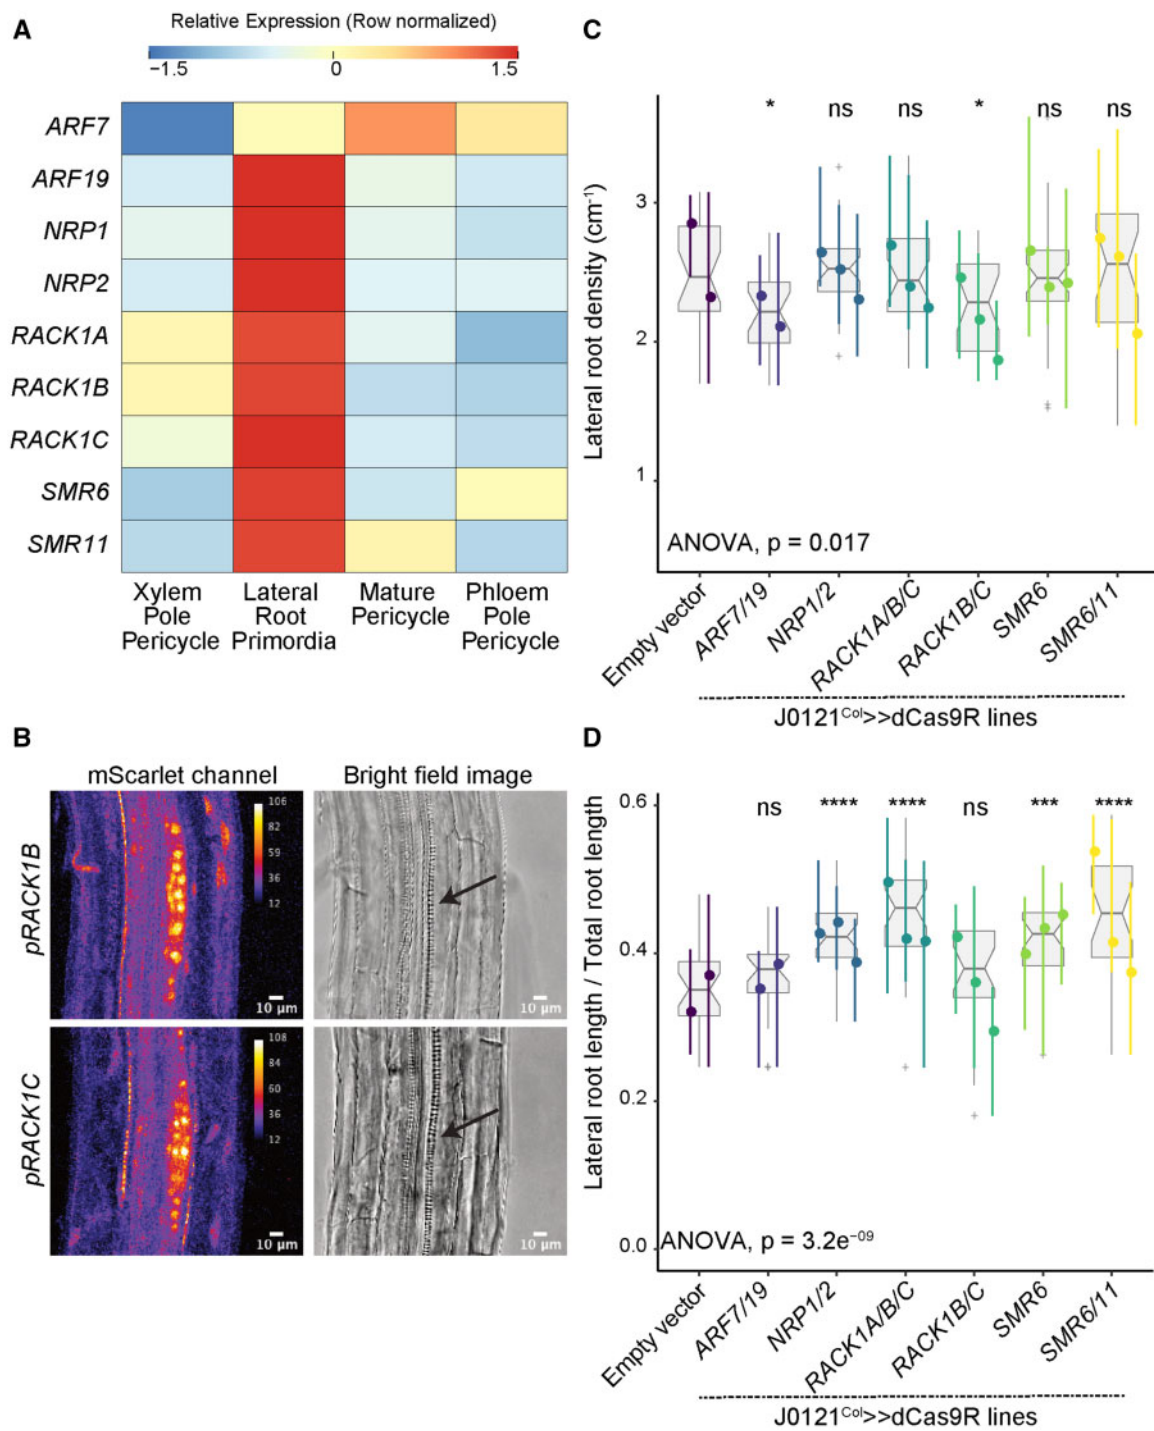 A
Relative Expression (Row normalized)
−1.5 0 1.5
ARF7
ARF19
NRP1
NRP2
RACK1A
RACK1B
RACK1C
SMR6
SMR11
Xylem Pole Pericycle
Lateral Root Primordia
Mature Pericycle
Phloem Pole Pericycle
B
mScarlet channel
Bright field image
pRACK1B
106
82
59
36
12
10 µm
10 µm
pRACK1C
108
84
60
36
12
10 µm
10 µm
C
Lateral root density (cm⁻¹)
3
2
1
* ns ns * ns ns
ANOVA, p = 0.017
Empty vector
ARF7/19
NRP1/2
RACK1A/B/C
RACK1B/C
SMR6
SMR6/11
J0121ᶜᵒˡ>>dCas9R lines
D
Lateral root length / Total root length
0.6
0.4
0.2
0.0
ns **** **** ns *** ****
ANOVA, p = 3.2e⁻⁰⁹
Empty vector
ARF7/19
NRP1/2
RACK1A/B/C
RACK1B/C
SMR6
SMR6/11
J0121ᶜᵒˡ>>dCas9R lines